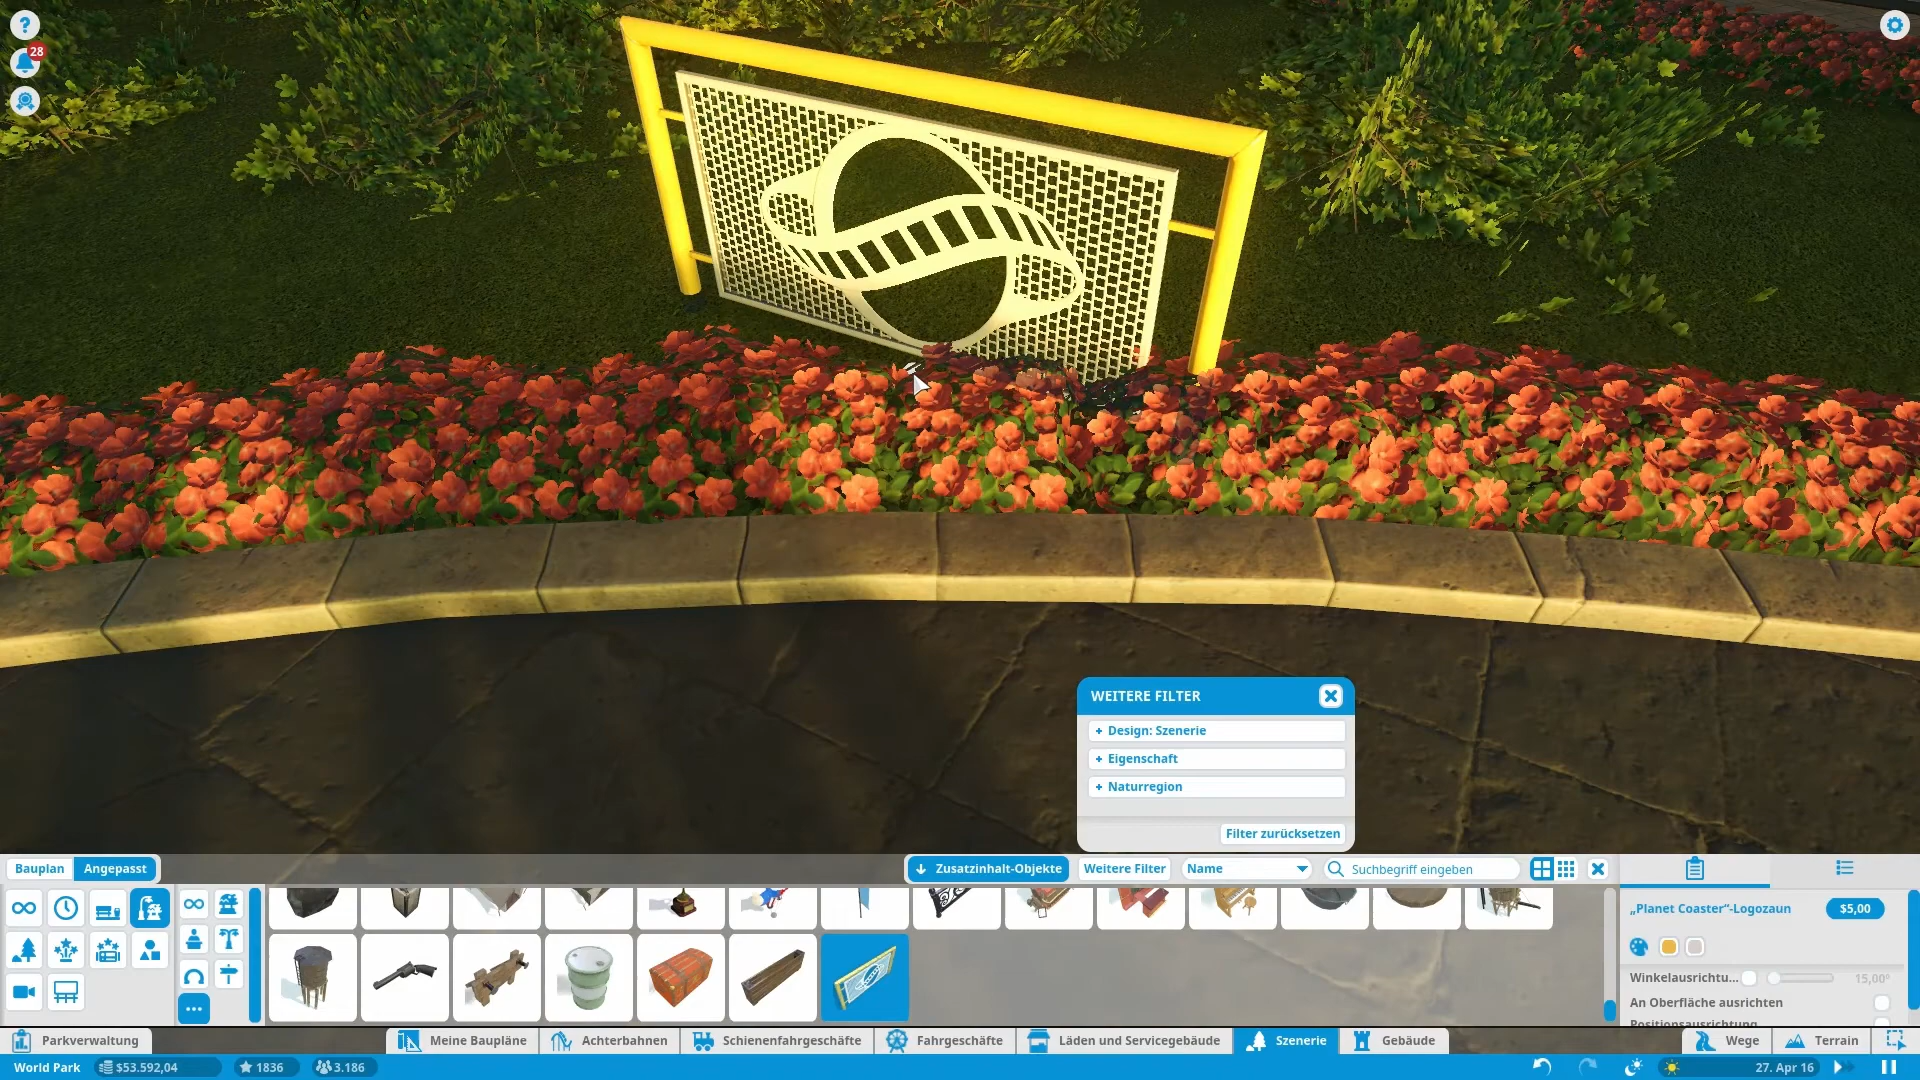 ?
28
WEITERE FILTER
+ Design: Szenerie
+ Eigenschaft
+ Naturregion
Filter zurücksetzen
Bauplan
Angepasst
Zusatzinhalt-Objekte
Weitere Filter
Name
Suchbegriff eingeben
„Planet Coaster“-Logozaun
$5,00
Winkelausrichtu...
15,00°
An Oberfläche ausrichten
Positionsausrichtung
Parkverwaltung
Meine Baupläne
Achterbahnen
Schienenfahrgeschäfte
Fahrgeschäfte
Läden und Servicegebäude
Szenerie
Gebäude
Wege
Terrain
World Park
$53.592,04
1836
3.186
27. Apr 16